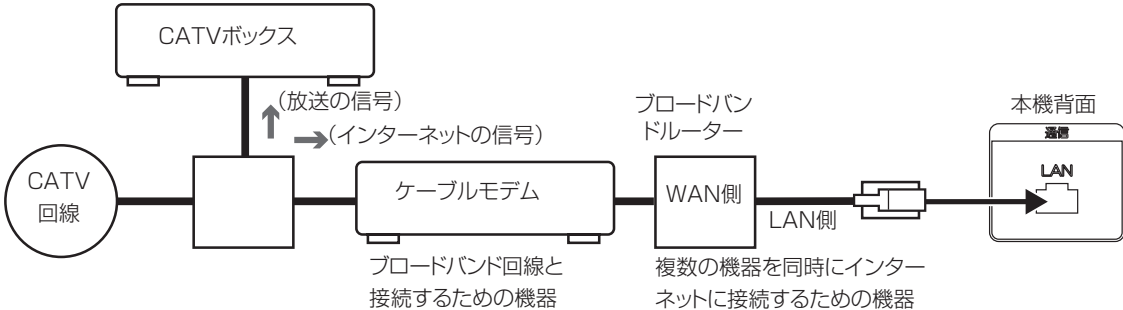 CATVボックス
(放送の信号)
(インターネットの信号)
ブロードバン
ドルーター
本機背面
通信
LAN
CATV
回線
ケーブルモデム
WAN側
LAN側
ブロードバンド回線と
接続するための機器
複数の機器を同時にインター
ネットに接続するための機器